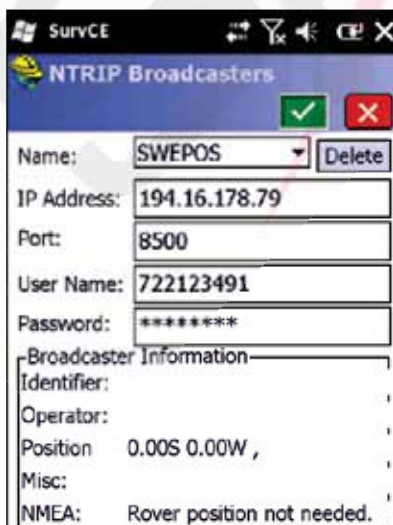 SurvCE
NTRIP Broadcasters
Name: SWEPOS Delete
IP Address: 194.16.178.79
Port: 8500
User Name: 722123491
Password: ********
Broadcaster Information
Identifier:
Operator:
Position 0.00S 0.00W ,
Misc:
NMEA: Rover position not needed.